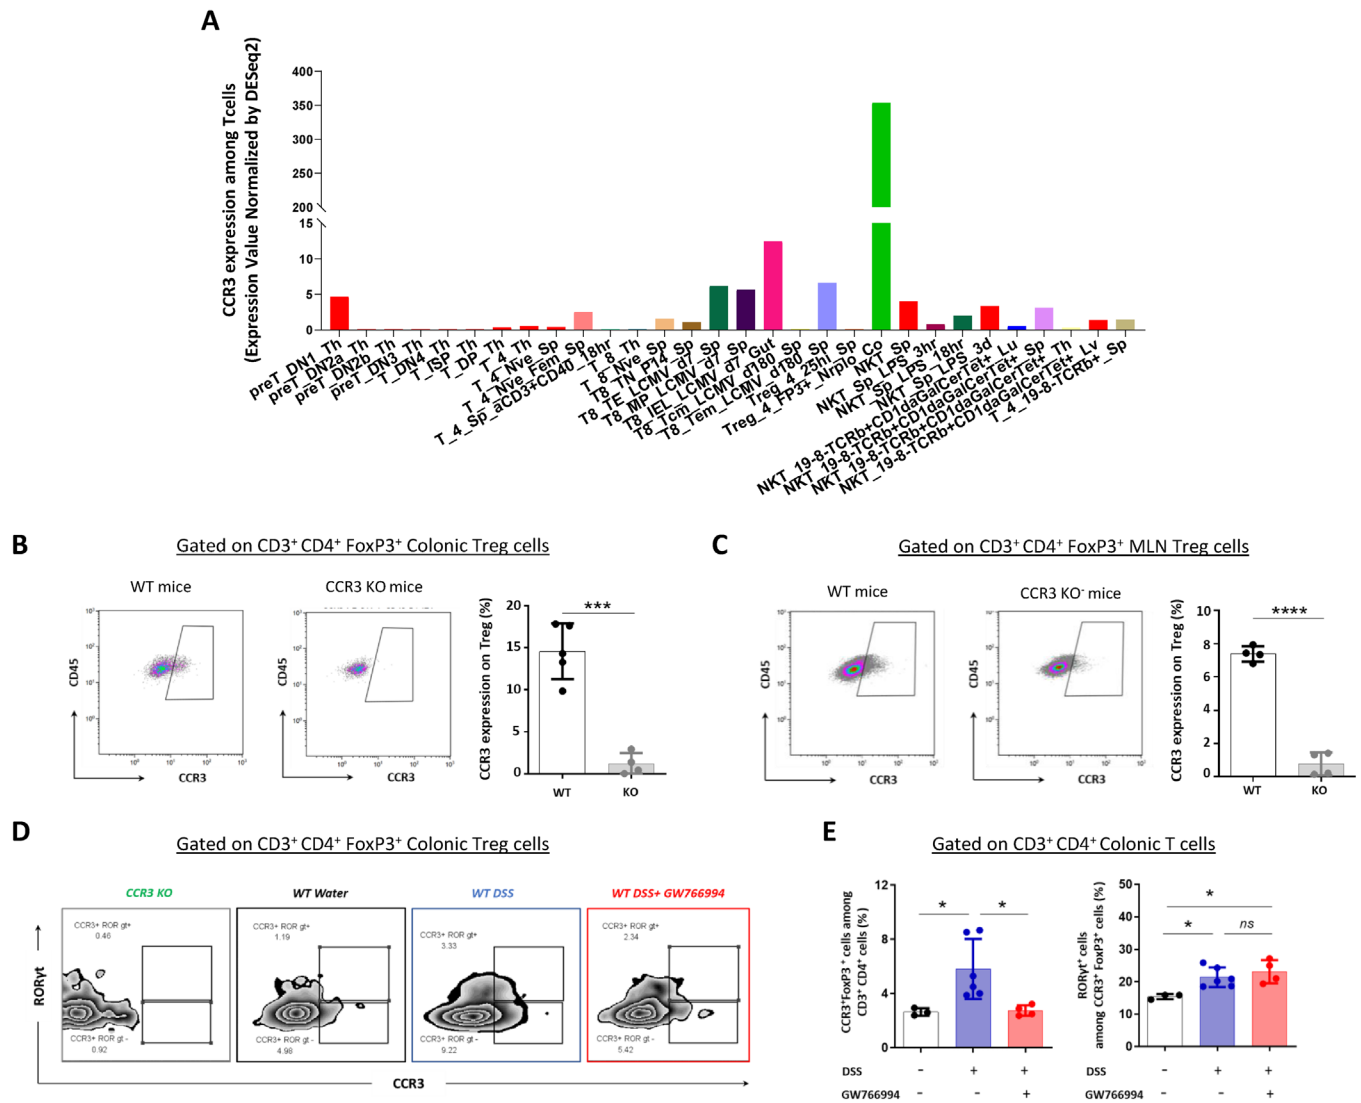 A
CCR3 expression among Tcells
(Expression Value Normalized by DESeq2)
400
350
300
250
200
15
10
5
0
preT_DN1_Th
preT_DN2a_Th
preT_DN2b_Th
preT_DN3_Th
T_DN4_Th
T_ISP_Th
T_DP_Th
T_4_Th
T_4_Nve_Sp
T_4_Nve_Fem_Sp
T_4_Sp_aCD3+CD40_18hr
T_8_Th
T_8_Nve_Sp
T8_TN_P14_Sp
T8_TE_LCMV_d7_Sp
T8_MP_LCMV_d7_Sp
T8_IEL_LCMV_d7_Gut
T8_Tcm_LCMV_d180_Sp
T8_Tem_LCMV_d180_Sp
Treg_4_25hi_Sp
Treg_4_FP3+_Nrplo_Co
NKT_Sp
NKT_Sp_LPS_3hr
NKT_Sp_LPS_18hr
NKT_Sp_LPS_3d
NKT_19-8-TCRb+CD1daGalCerTet+_Lu
NKT_19-8-TCRb+CD1daGalCerTet+_Sp
NKT_19-8-TCRb+CD1daGalCerTet+_Th
NKT_19-8-TCRb+CD1daGalCerTet+_Lv
T_4_19-8-TCRb+_Sp
B
Gated on CD3+ CD4+ FoxP3+ Colonic Treg cells
WT mice
CCR3 KO mice
CD45
CCR3
CD45
CCR3
CCR3 expression on Treg (%)
20
15
10
5
0
***
WT
KO
C
Gated on CD3+ CD4+ FoxP3+ MLN Treg cells
WT mice
CCR3 KO- mice
CD45
CCR3
CD45
CCR3
CCR3 expression on Treg (%)
10
8
6
4
2
0
****
WT
KO
D
Gated on CD3+ CD4+ FoxP3+ Colonic Treg cells
CCR3 KO
WT Water
WT DSS
WT DSS+ GW766994
RORγt
CCR3+ ROR gt+
0.46
CCR3+ ROR gt -
0.92
CCR3+ ROR gt+
1.19
CCR3+ ROR gt -
4.98
CCR3+ ROR gt+
3.33
CCR3+ ROR gt -
9.22
CCR3+ ROR gt+
2.34
CCR3+ ROR gt -
5.42
CCR3
E
Gated on CD3+ CD4+ Colonic T cells
CCR3+FoxP3 + cells among
CD3+ CD4+ cells (%)
12
8
4
0
*
*
DSS - + +
GW766994 - - +
RORγt+ cells
among CCR3+ FoxP3+ cells (%)
50
40
30
20
10
0
*
*
ns
DSS - + +
GW766994 - - +